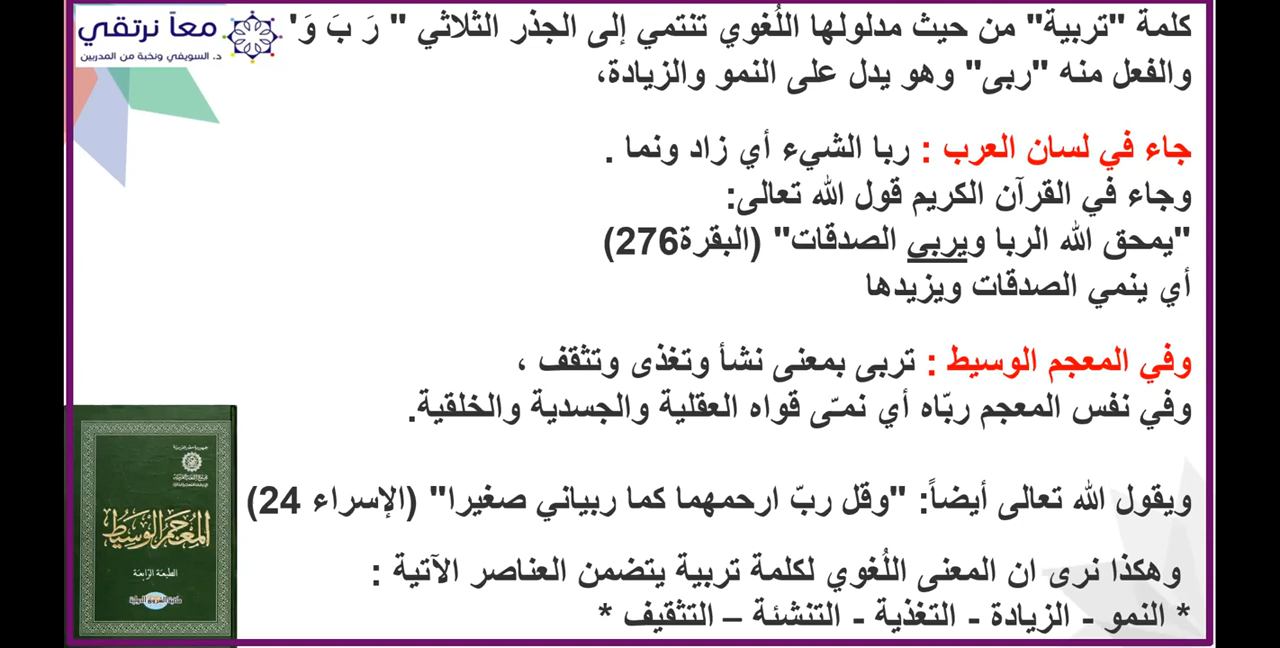 معاً نرتقي
د. السويفي ونخبة من المدربين
كلمة "تربية" من حيث مدلولها اللُغوي تنتمي إلى الجذر الثلاثي " رَ بَ وَ'
والفعل منه "ربى" وهو يدل على النمو والزيادة،
جاء في لسان العرب : ربا الشيء أي زاد ونما .
وجاء في القرآن الكريم قول الله تعالى:
"يمحق الله الربا ويربي الصدقات" (البقرة276)
أي ينمي الصدقات ويزيدها
وفي المعجم الوسيط : تربى بمعنى نشأ وتغذى وتثقف ،
وفي نفس المعجم ربّاه أي نمـّى قواه العقلية والجسدية والخلقية.
ويقول الله تعالى أيضاً: "وقل ربّ ارحمهما كما ربياني صغيرا" (الإسراء 24)
وهكذا نرى ان المعنى اللُغوي لكلمة تربية يتضمن العناصر الآتية :
* النمو - الزيادة - التغذية - التنشئة – التثقيف *
المعجم الوسيط
الطبعة الرابعة
مكتبة الشروق الدولية